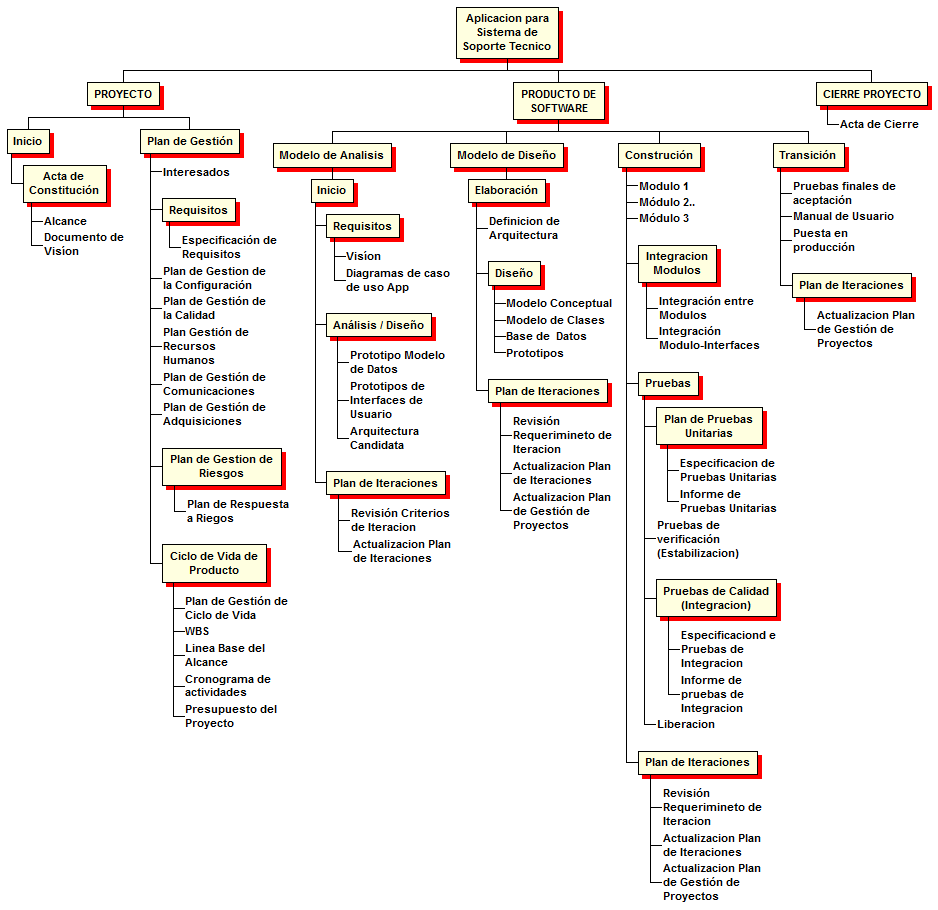 Aplicacion para
Sistema de
Soporte Tecnico
PROYECTO
Inicio
Acta de
Constitución
Alcance
Documento de
Vision
Plan de Gestión
Interesados
Requisitos
Especificación de
Requisitos
Plan de Gestion de
la Configuración
Plan de Gestión de
la Calidad
Plan Gestión de
Recursos
Humanos
Plan de Gestión de
Comunicaciones
Plan de Gestión de
Adquisiciones
Plan de Gestion de
Riesgos
Plan de Respuesta
a Riegos
Ciclo de Vida de
Producto
Plan de Gestión de
Ciclo de Vida
WBS
Linea Base del
Alcance
Cronograma de
actividades
Presupuesto del
Proyecto
PRODUCTO DE
SOFTWARE
Modelo de Analisis
Inicio
Requisitos
Vision
Diagramas de caso
de uso App
Análisis / Diseño
Prototipo Modelo
de Datos
Prototipos de
Interfaces de
Usuario
Arquitectura
Candidata
Plan de Iteraciones
Revisión Criterios
de Iteracion
Actualizacion Plan
de Iteraciones
Modelo de Diseño
Elaboración
Definicion de
Arquitectura
Diseño
Modelo Conceptual
Modelo de Clases
Base de  Datos
Prototipos
Plan de Iteraciones
Revisión
Requerimineto de
Iteracion
Actualizacion Plan
de Iteraciones
Actualizacion Plan
de Gestión de
Proyectos
Construción
Modulo 1
Módulo 2..
Módulo 3
Integracion
Modulos
Integración entre
Modulos
Integración
Modulo-Interfaces
Pruebas
Plan de Pruebas
Unitarias
Especificacion de
Pruebas Unitarias
Informe de
Pruebas Unitarias
Pruebas de
verificación
(Estabilizacion)
Pruebas de Calidad
(Integracion)
Especificaciond e
Pruebas de
Integracion
Informe de
pruebas de
Integracion
Liberacion
Plan de Iteraciones
Revisión
Requerimineto de
Iteracion
Actualizacion Plan
de Iteraciones
Actualizacion Plan
de Gestión de
Proyectos
Transición
Pruebas finales de
aceptación
Manual de Usuario
Puesta en
producción
Plan de Iteraciones
Actualizacion Plan
de Gestión de
Proyectos
CIERRE PROYECTO
Acta de Cierre